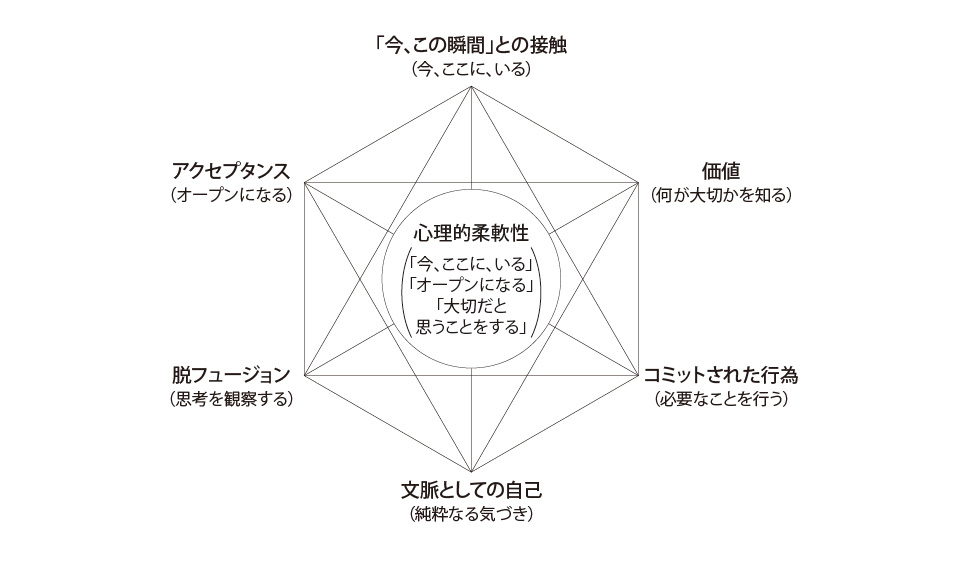 「今、この瞬間」との接触
（今、ここに、いる）
アクセプタンス
（オープンになる）
価値
（何が大切かを知る）
心理的柔軟性
「今、ここに、いる」
「オープンになる」
「大切だと
思うことをする」
脱フュージョン
（思考を観察する）
コミットされた行為
（必要なことを行う）
文脈としての自己
（純粋なる気づき）